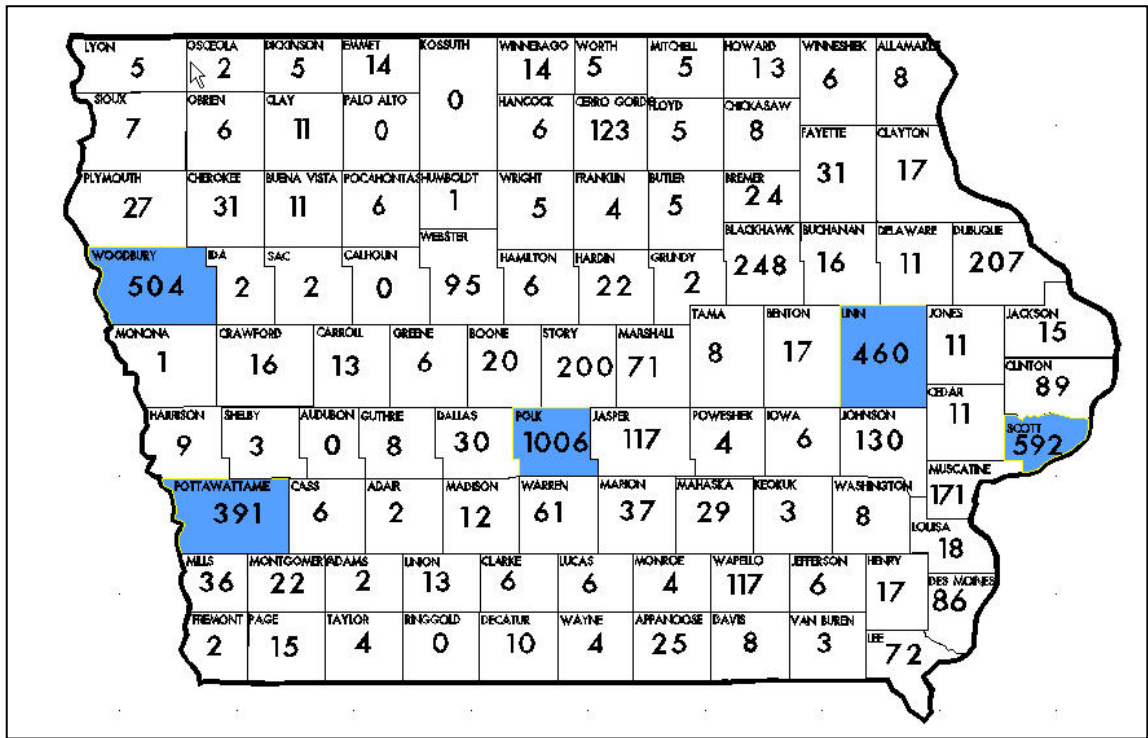 LYON OSCEOLA DICKINSON EMMET KOSSUTH WINNEBAGO WORTH MITCHELL HOWARD WINNESHEK ALLAMAKEE
5 2 5 14 0 14 5 5 13 6 8
SIOUX OBRIEN CLAY PALO ALTO HANCOCK CERRO GORDO FLOYD CHICKASAW
7 6 11 0 6 123 5 8
FAYETTE CLAYTON
31 17
PLYMOUTH CHEROKEE BUENA VISTA POCAHONTAS HUMBOLDT WRIGHT FRANKLIN BUTLER BREMER
27 31 11 6 1 5 4 5 24
WEBSTER BLACKHAWK BUCHANAN DELAWARE DUBUQUE
95 248 16 11 207
WOODBURY IDA SAC CALHOUN HAMILTON HARDIN GRUNDY
504 2 2 0 6 22 2
TAMA BENTON LINN JONES JACKSON
8 17 460 11 15
MONONA CRAWFORD CARROLL GREENE BOONE STORY MARSHALL
1 16 13 6 20 200 71
CLINTON
89
CEDAR
11
HARRISON SHELBY AUDUBON GUTHRIE DALLAS POLK JASPER POWESHEK IOWA JOHNSON SCOTT
9 3 0 8 30 1006 117 4 6 130 592
MUSCATINE
171
POTTAWATTAMIE CASS ADAIR MADISON WARREN MARION MAHASKA KEOKUK WASHINGTON
391 6 2 12 61 37 29 3 8
LOUISA
18
MILLS MONTGOMERY ADAMS UNION CLARKE LUCAS MONROE WAPELLO JEFFERSON HENRY DES MOINES
36 22 2 13 6 6 4 117 6 17 86
FREMONT PAGE TAYLOR RINGGOLD DECATUR WAYNE APPANOOSE DAVIS VAN BUREN LEE
2 15 4 0 10 4 25 8 3 72